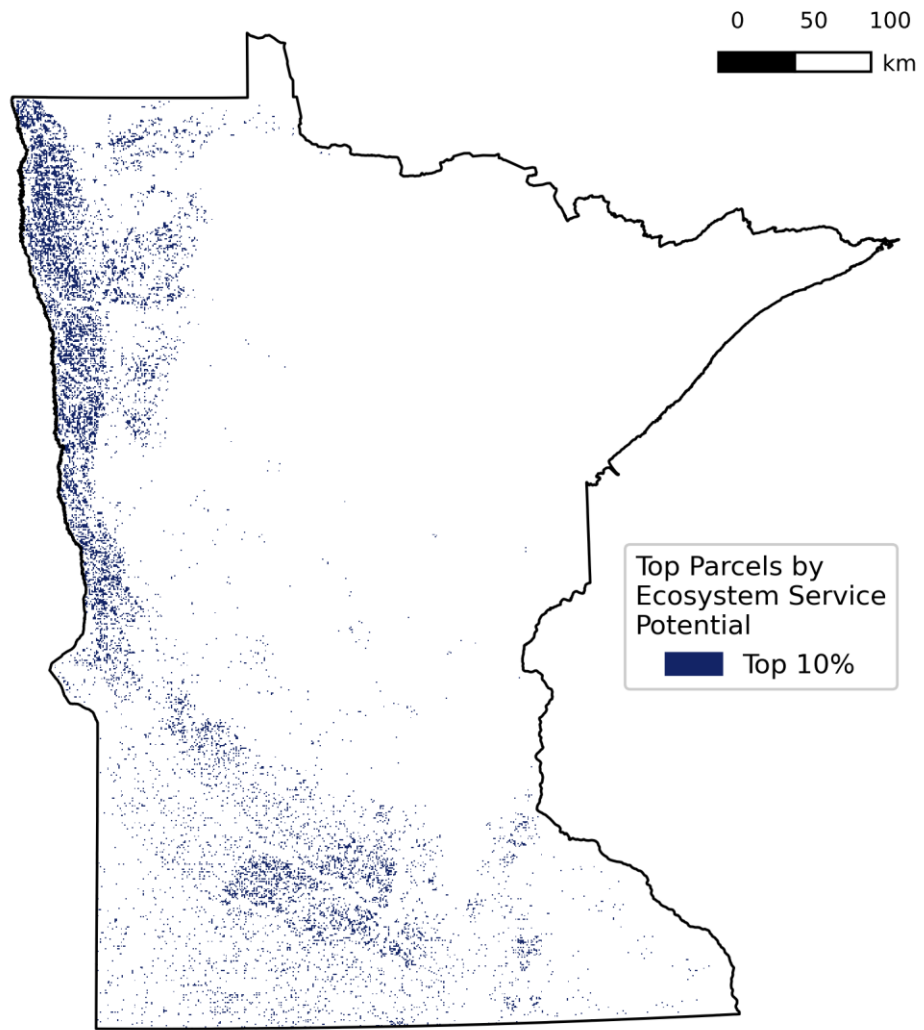 0 50 100
km
Top Parcels by
Ecosystem Service
Potential
Top 10%